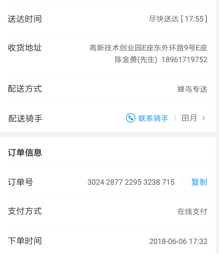 送达时间 尽快送达 [ 17:55 ]
收货地址 高新技术创业园E座东外环路9号E座
陈金勇(先生) 18961719752
配送方式 蜂鸟专送
配送骑手 联系骑手 | 田月 >
订单信息
订单号 3024 2877 2295 3238 715 | 复制
支付方式 在线支付
下单时间 2018-06-06 17:32